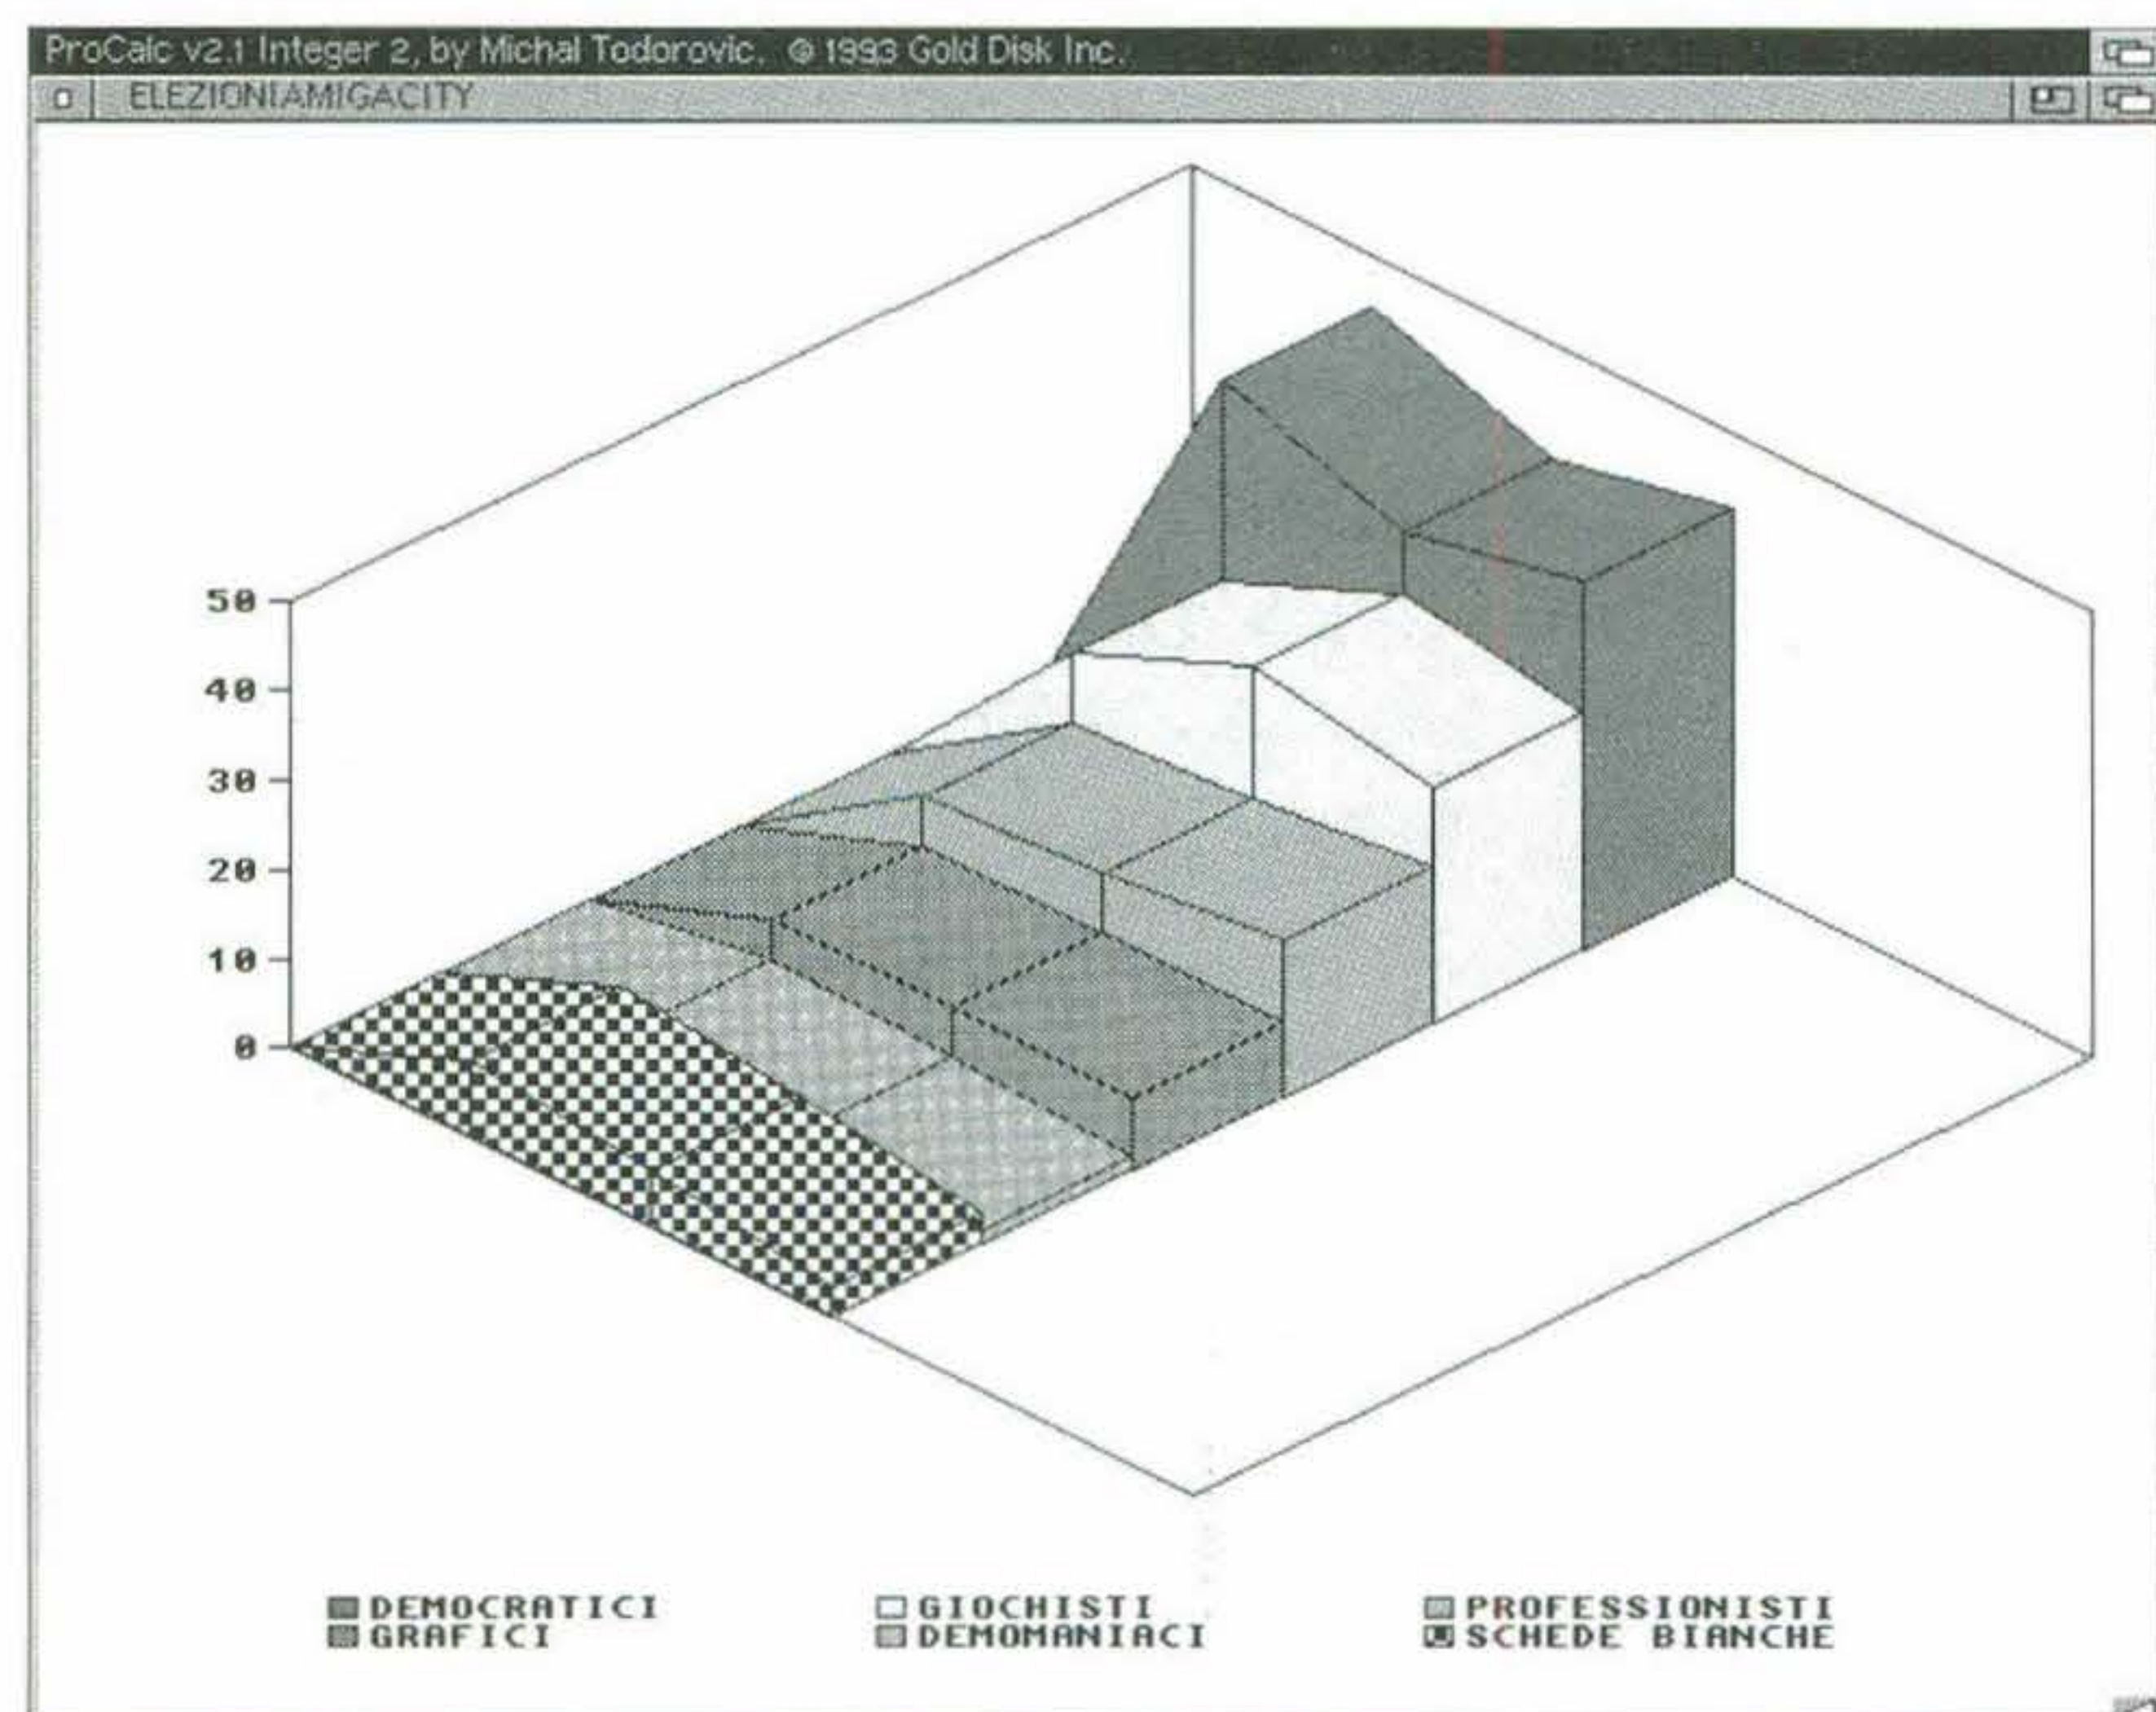 ProCalc v2.1 Integer 2, by Michal Todorovic. © 1993 Gold Disk Inc.
ELEZIONIAMIGACITY
50
40
30
20
10
0
DEMOCRATICI GIOCHISTI PROFESSIONISTI
GRAFICI DEMOMANIACI SCHEDE BIANCHE